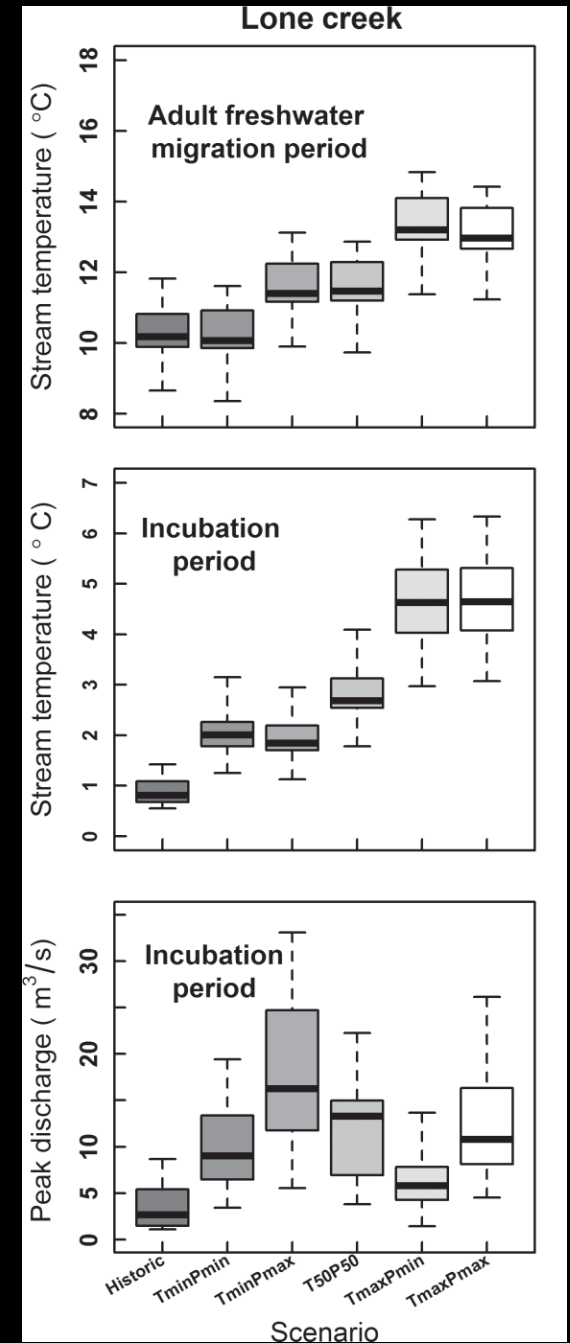 Lone creek
Stream temperature ( °C)
18
16
14
12
10
8
Adult freshwater
migration period
Stream temperature ( ° C)
7
6
5
4
3
2
1
0
Incubation
period
Peak discharge ( m³/s)
30
20
10
5
0
Incubation
period
Historic
TminPmin
TminPmax
T50P50
TmaxPmin
TmaxPmax
Scenario